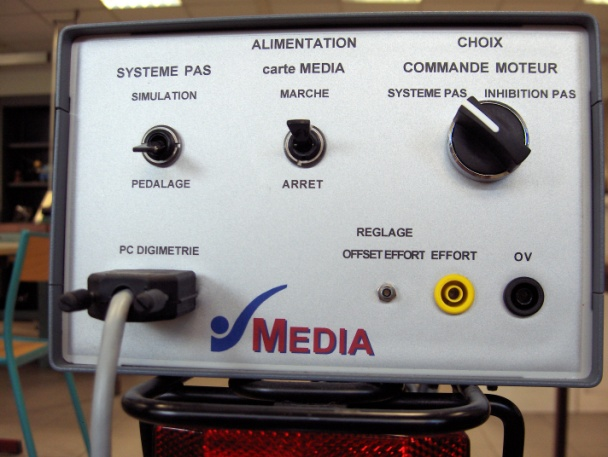 SYSTEME PAS
SIMULATION
PEDALAGE
ALIMENTATION
carte MEDIA
MARCHE
ARRET
CHOIX
COMMANDE MOTEUR
SYSTEME PAS INHIBITION PAS
PC DIGIMETRIE
REGLAGE
OFFSET EFFORT
EFFORT
OV
MEDIA